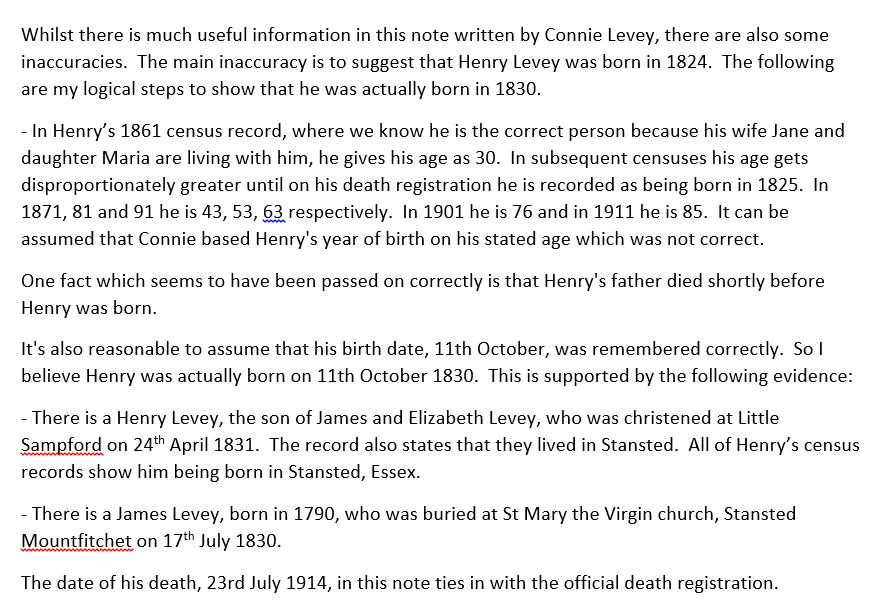 Whilst there is much useful information in this note written by Connie Levey, there are also some
inaccuracies.  The main inaccuracy is to suggest that Henry Levey was born in 1824.  The following
are my logical steps to show that he was actually born in 1830.
- In Henry’s 1861 census record, where we know he is the correct person because his wife Jane and
daughter Maria are living with him, he gives his age as 30.  In subsequent censuses his age gets
disproportionately greater until on his death registration he is recorded as being born in 1825.  In
1871, 81 and 91 he is 43, 53, 63 respectively.  In 1901 he is 76 and in 1911 he is 85.  It can be
assumed that Connie based Henry's year of birth on his stated age which was not correct.
One fact which seems to have been passed on correctly is that Henry's father died shortly before
Henry was born.
It's also reasonable to assume that his birth date, 11th October, was remembered correctly.  So I
believe Henry was actually born on 11th October 1830.  This is supported by the following evidence:
- There is a Henry Levey, the son of James and Elizabeth Levey, who was christened at Little
Sampford on 24th April 1831.  The record also states that they lived in Stansted.  All of Henry’s census
records show him being born in Stansted, Essex.
- There is a James Levey, born in 1790, who was buried at St Mary the Virgin church, Stansted
Mountfitchet on 17th July 1830.
The date of his death, 23rd July 1914, in this note ties in with the official death registration.